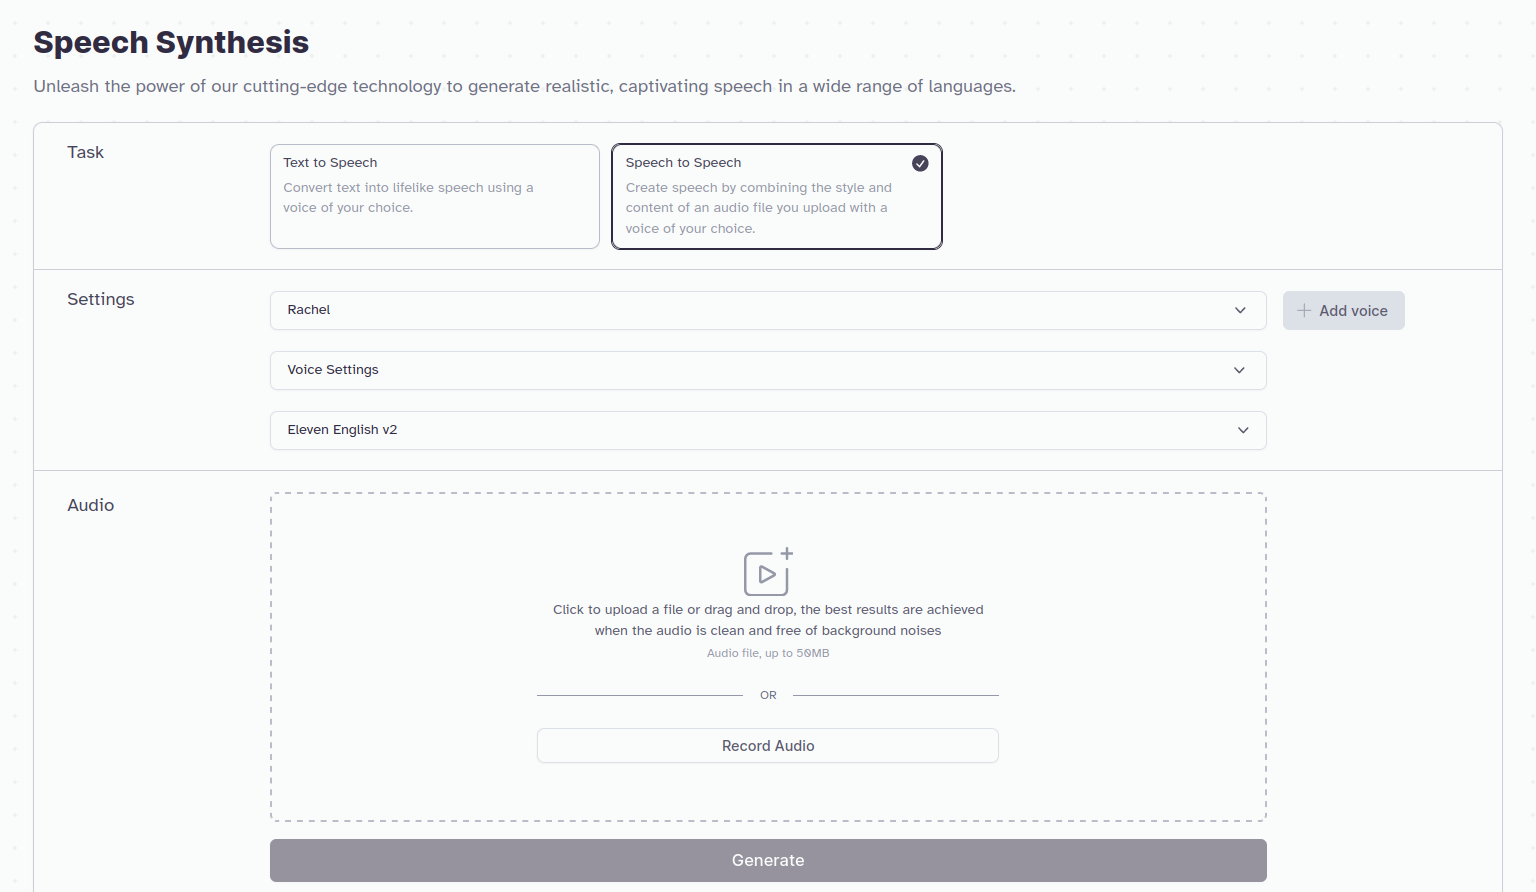 Speech Synthesis
Unleash the power of our cutting-edge technology to generate realistic, captivating speech in a wide range of languages.
Task
Text to Speech
Convert text into lifelike speech using a
voice of your choice.
Speech to Speech
Create speech by combining the style and
content of an audio file you upload with a
voice of your choice.
Settings
Rachel
Add voice
Voice Settings
Eleven English v2
Audio
Click to upload a file or drag and drop, the best results are achieved
when the audio is clean and free of background noises
Audio file, up to 50MB
OR
Record Audio
Generate